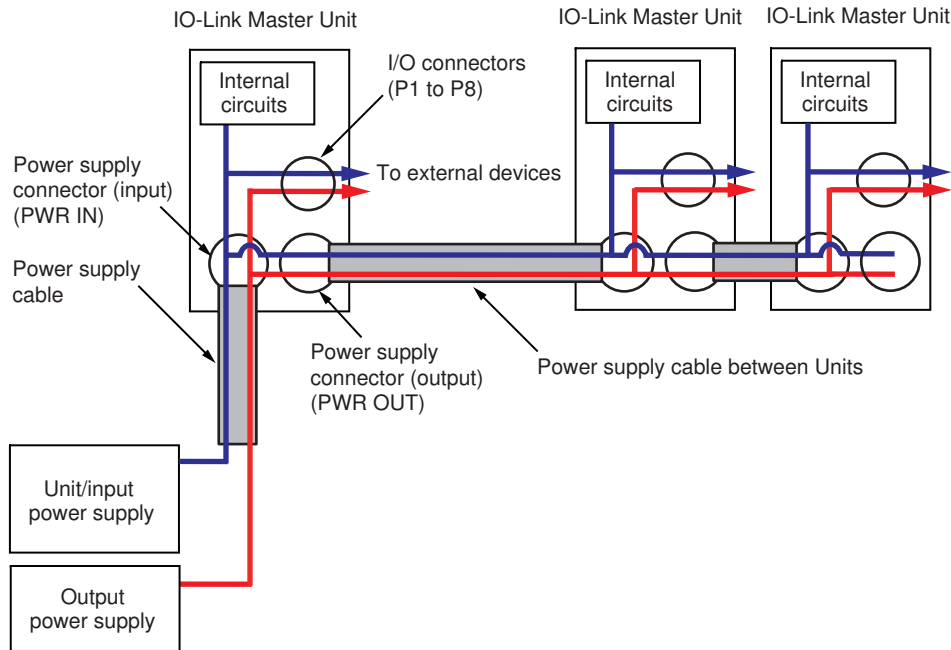 IO-Link Master Unit
IO-Link Master Unit
IO-Link Master Unit
Internal
circuits
I/O connectors
(P1 to P8)
Internal
circuits
Internal
circuits
Power supply
connector (input)
(PWR IN)
To external devices
Power supply
cable
Power supply
connector (output)
(PWR OUT)
Power supply cable between Units
Unit/input
power supply
Output
power supply